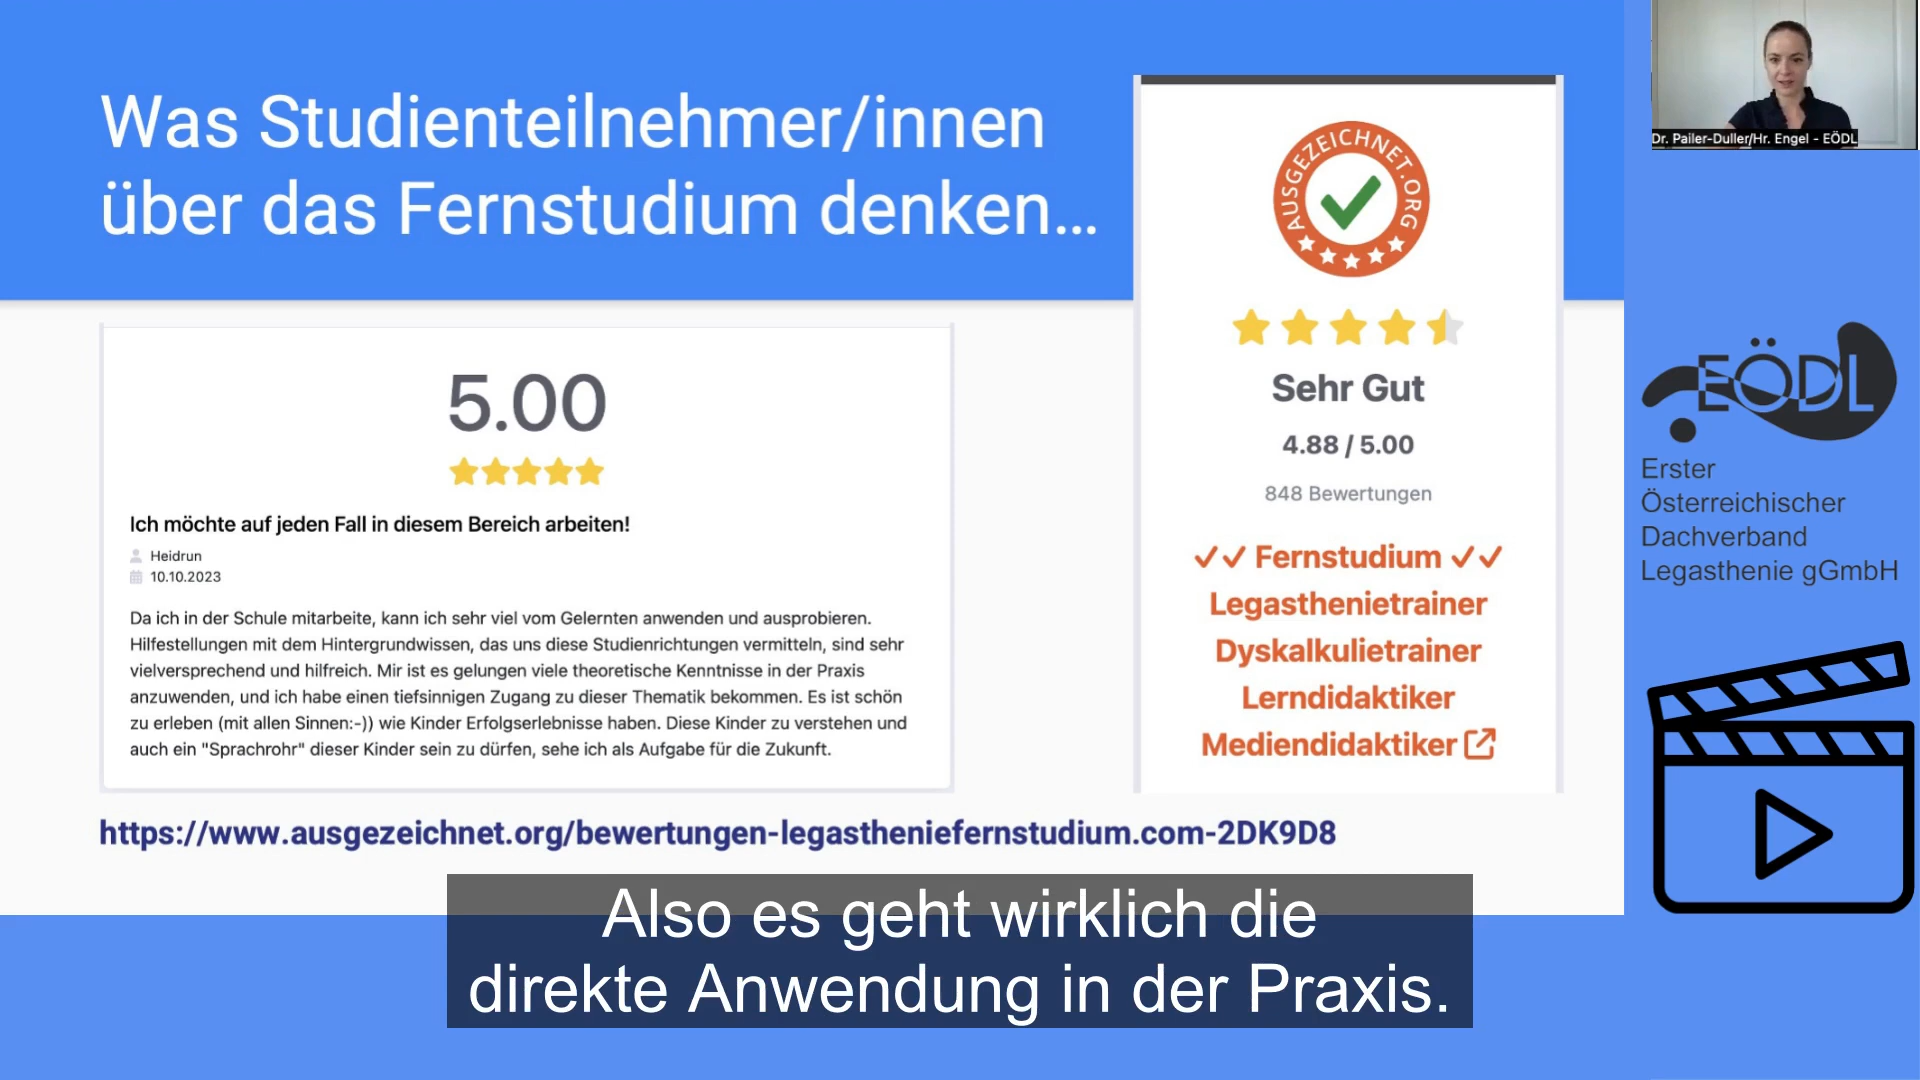 Was Studienteilnehmer/innen
über das Fernstudium denken...
5.00
Ich möchte auf jeden Fall in diesem Bereich arbeiten!
Heidrun
10.10.2023
Da ich in der Schule mitarbeite, kann ich sehr viel vom Gelernten anwenden und ausprobieren.
Hilfestellungen mit dem Hintergrundwissen, das uns diese Studienrichtungen vermitteln, sind sehr
vielversprechend und hilfreich. Mir ist es gelungen viele theoretische Kenntnisse in der Praxis
anzuwenden, und ich habe einen tiefsinnigen Zugang zu dieser Thematik bekommen. Es ist schön
zu erleben (mit allen Sinnen:-)) wie Kinder Erfolgserlebnisse haben. Diese Kinder zu verstehen und
auch ein "Sprachrohr" dieser Kinder sein zu dürfen, sehe ich als Aufgabe für die Zukunft.
https://www.ausgezeichnet.org/bewertungen-legastheniefernstudium.com-2DK9D8
AUSGEZEICHNET.ORG
Sehr Gut
4.88 / 5.00
848 Bewertungen
✓✓ Fernstudium ✓✓
Legasthenietrainer
Dyskalkulietrainer
Lerndidaktiker
Mediendidaktiker
Dr. Pailer-Duller/Hr. Engel - EÖDL
EÖDL
Erster
Österreichischer
Dachverband
Legasthenie gGmbH
Also es geht wirklich die
direkte Anwendung in der Praxis.